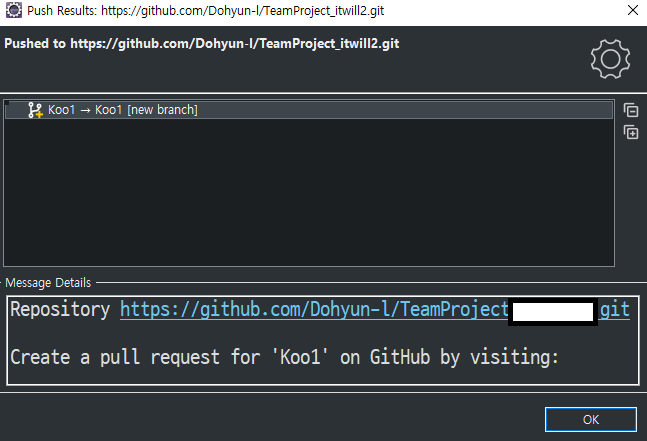 Push Results: https://github.com/Dohyun-l/TeamProject_itwill2.git
Pushed to https://github.com/Dohyun-l/TeamProject_itwill2.git
Koo1 → Koo1 [new branch]
Message Details
Repository https://github.com/Dohyun-l/TeamProject git
Create a pull request for 'Koo1' on GitHub by visiting:
OK